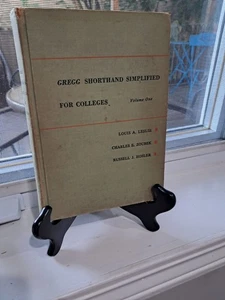 GREGG SHORTHAND SIMPLIFIED
FOR COLLEGES, Volume One
LOUIS A. LESLIE
CHARLES E. ZOUBEK
RUSSELL J. HOSLER